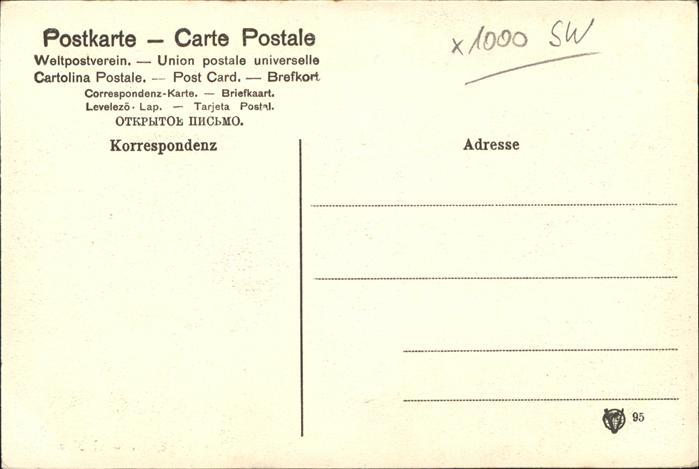 Postkarte — Carte Postale
Weltpostverein. — Union postale universelle
Cartolina Postale. — Post Card. — Brefkort
Correspondenz-Karte. — Briefkaart.
Levelező-Lap. — Tarjeta Postal.
ОТКРЫТОЕ ПИСЬМО.
x1000 SW
Korrespondenz
Adresse
95